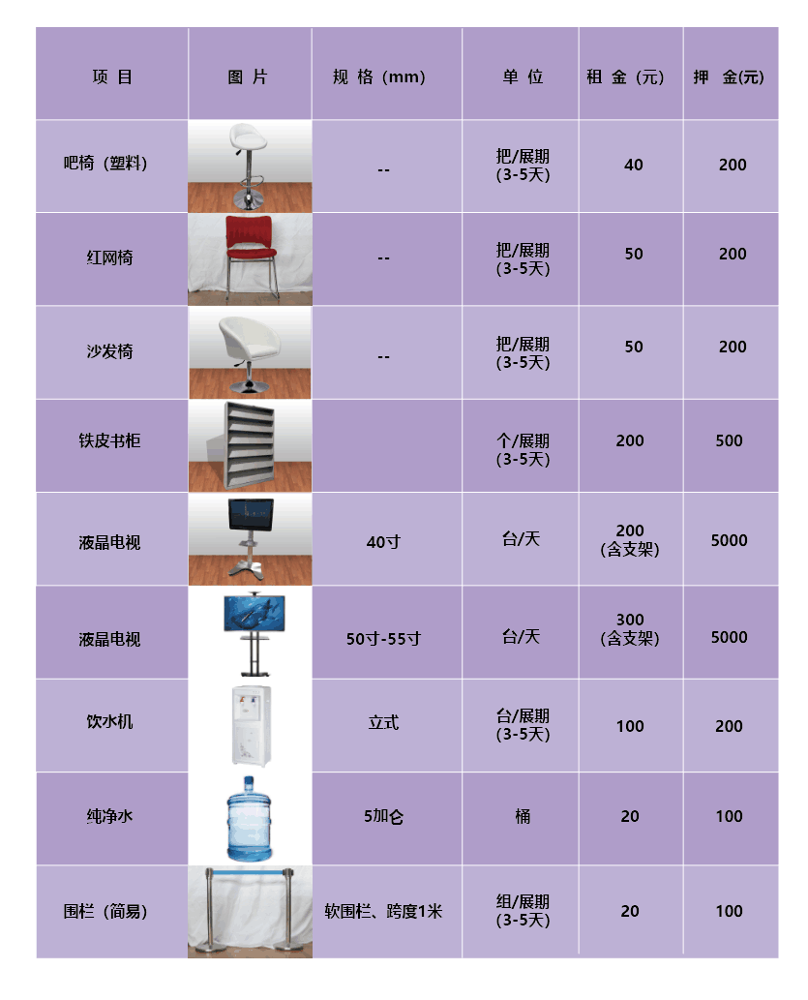 项 目 图 片 规 格 (mm) 单 位 租 金 (元) 押 金(元)
吧椅 (塑料) -- 把/展期 40 200
(3-5天)
红网椅 -- 把/展期 50 200
(3-5天)
沙发椅 -- 把/展期 50 200
(3-5天)
铁皮书柜 个/展期 200 500
(3-5天)
液晶电视 40寸 台/天 200 5000
(含支架)
液晶电视 50寸-55寸 台/天 300 5000
(含支架)
饮水机 立式 台/展期 100 200
(3-5天)
纯净水 5加仑 桶 20 100
围栏 (简易) 软围栏、跨度1米 组/展期 20 100
(3-5天)